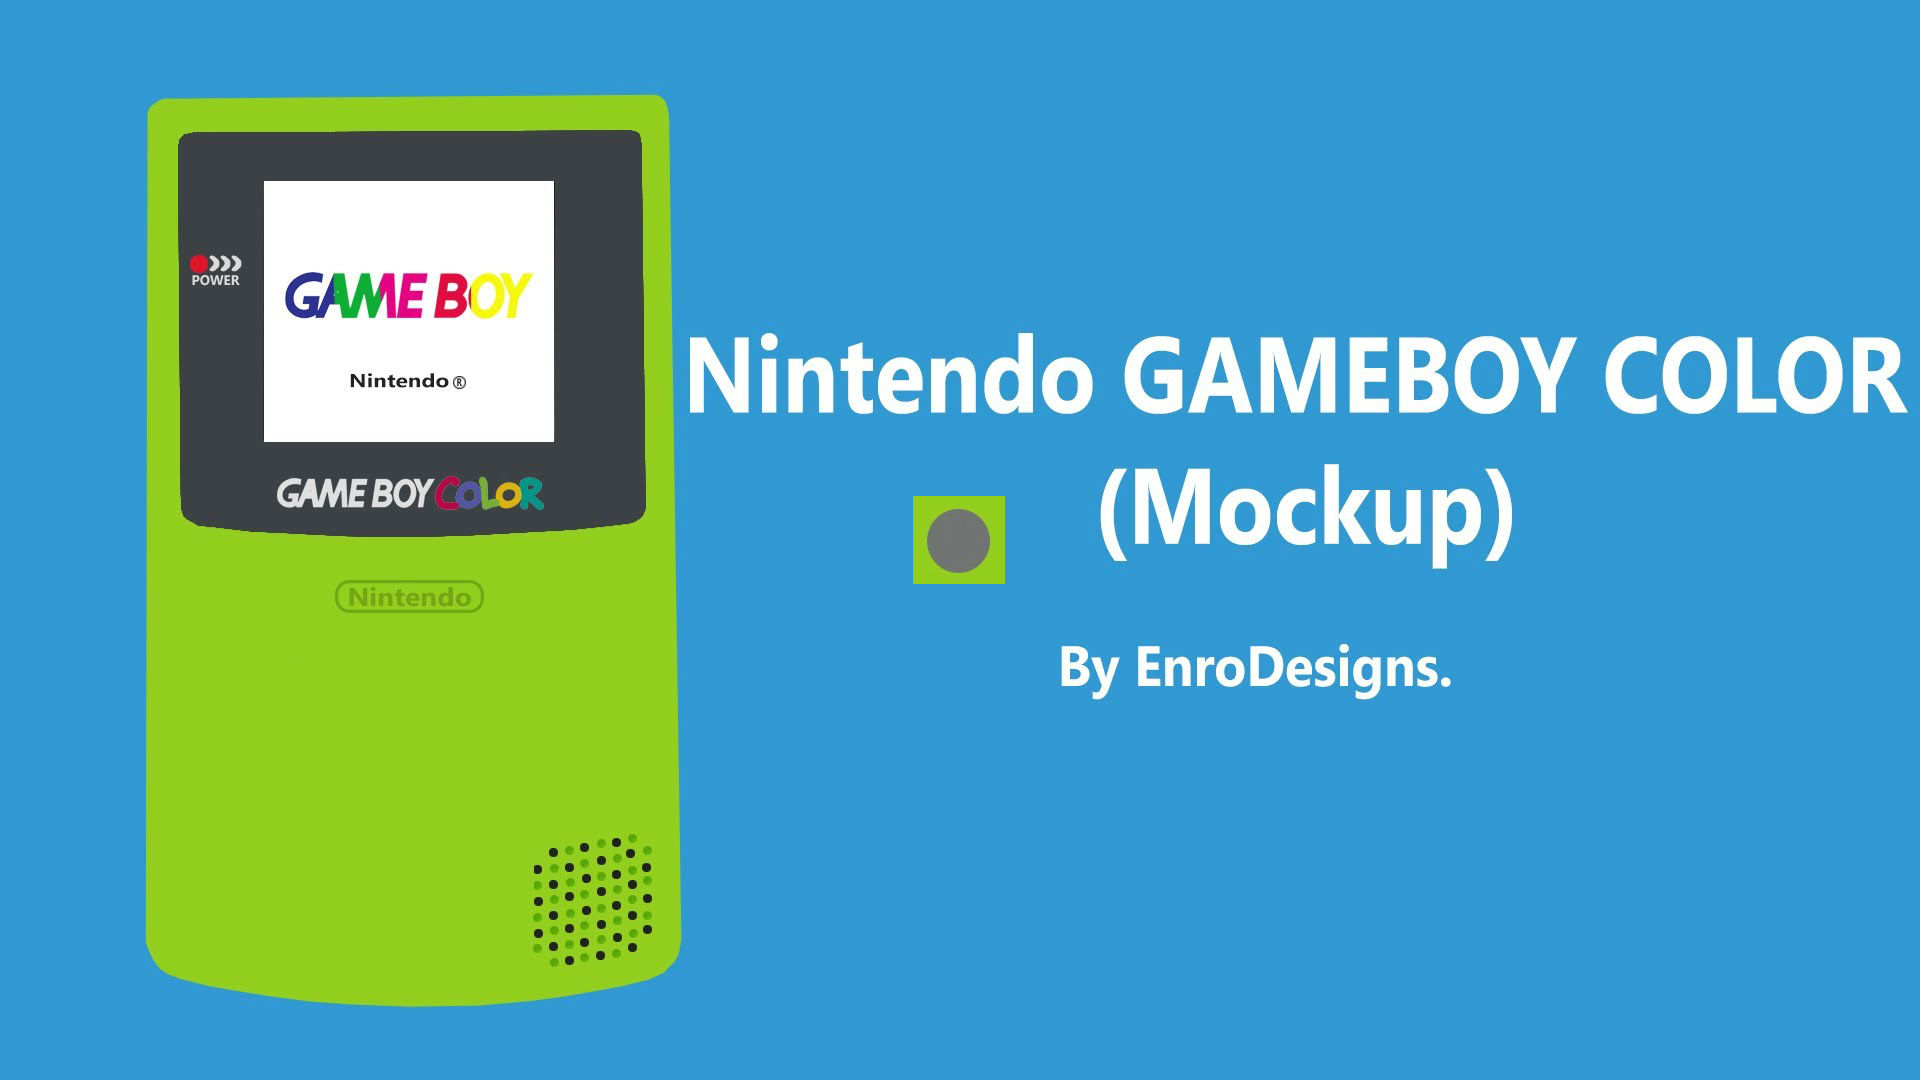 GAME BOY
Nintendo®
POWER
GAME BOY COLOR
Nintendo
Nintendo GAMEBOY COLOR
(Mockup)
By EnroDesigns.